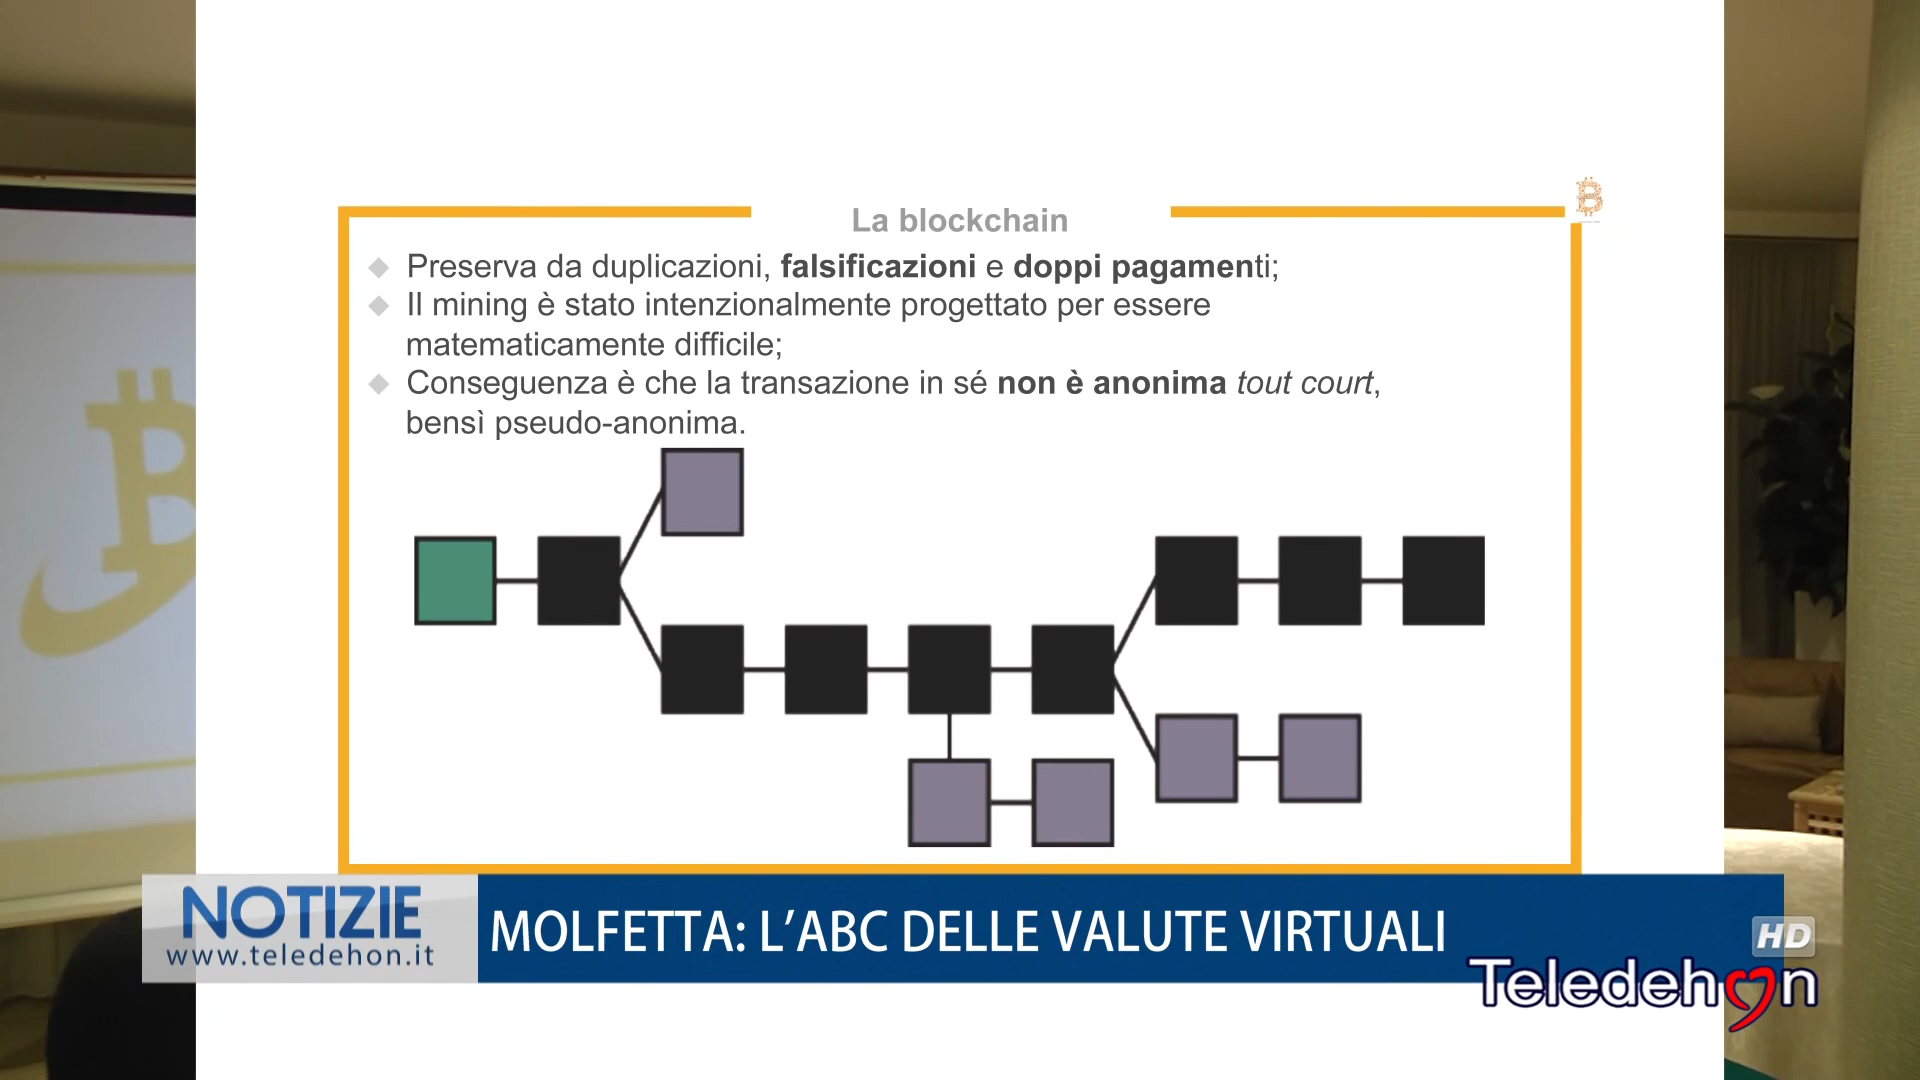 La blockchain
Preserva da duplicazioni, falsificazioni e doppi pagamenti;
Il mining è stato intenzionalmente progettato per essere
matematicamente difficile;
Conseguenza è che la transazione in sé non è anonima tout court,
bensì pseudo-anonima.
NOTIZIE
www.teledehon.it
MOLFETTA: L’ABC DELLE VALUTE VIRTUALI
HD
Teledehon